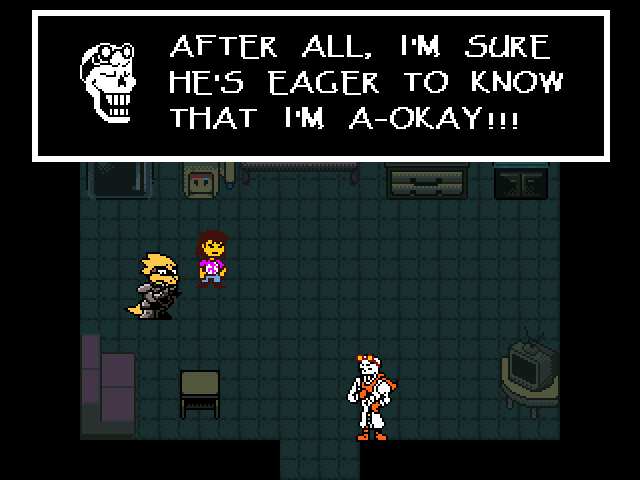 AFTER ALL, I'M SURE
HE'S EAGER TO KNOW
THAT I'M A-OKAY!!!